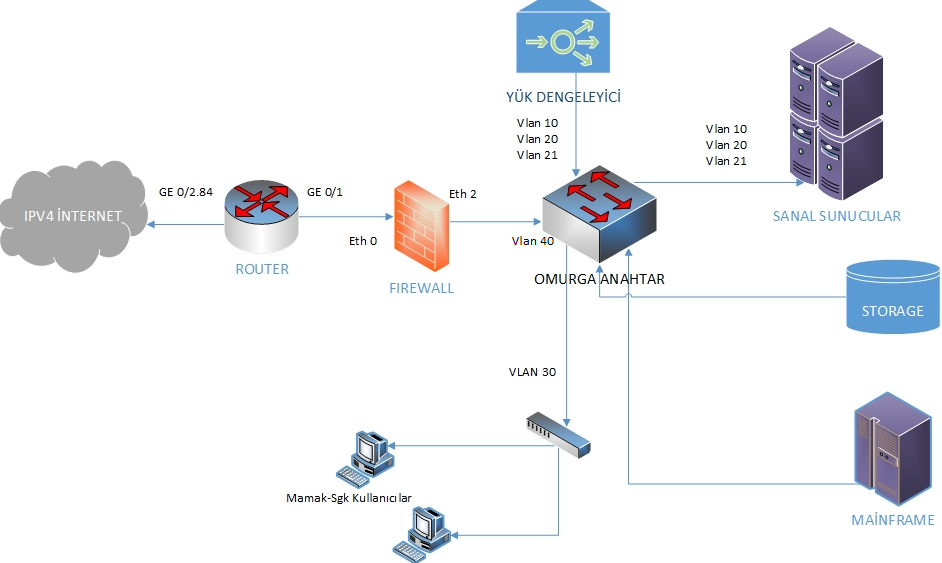 YÜK DENGELEYİCİ
Vlan 10
Vlan 20
Vlan 21
Vlan 10
Vlan 20
Vlan 21
SANAL SUNUCULAR
IPV4 İNTERNET
GE 0/2.84
GE 0/1
ROUTER
Eth 0
Eth 2
FIREWALL
Vlan 40
OMURGA ANAHTAR
STORAGE
VLAN 30
Mamak-Sgk Kullanıcılar
MAİNFRAME